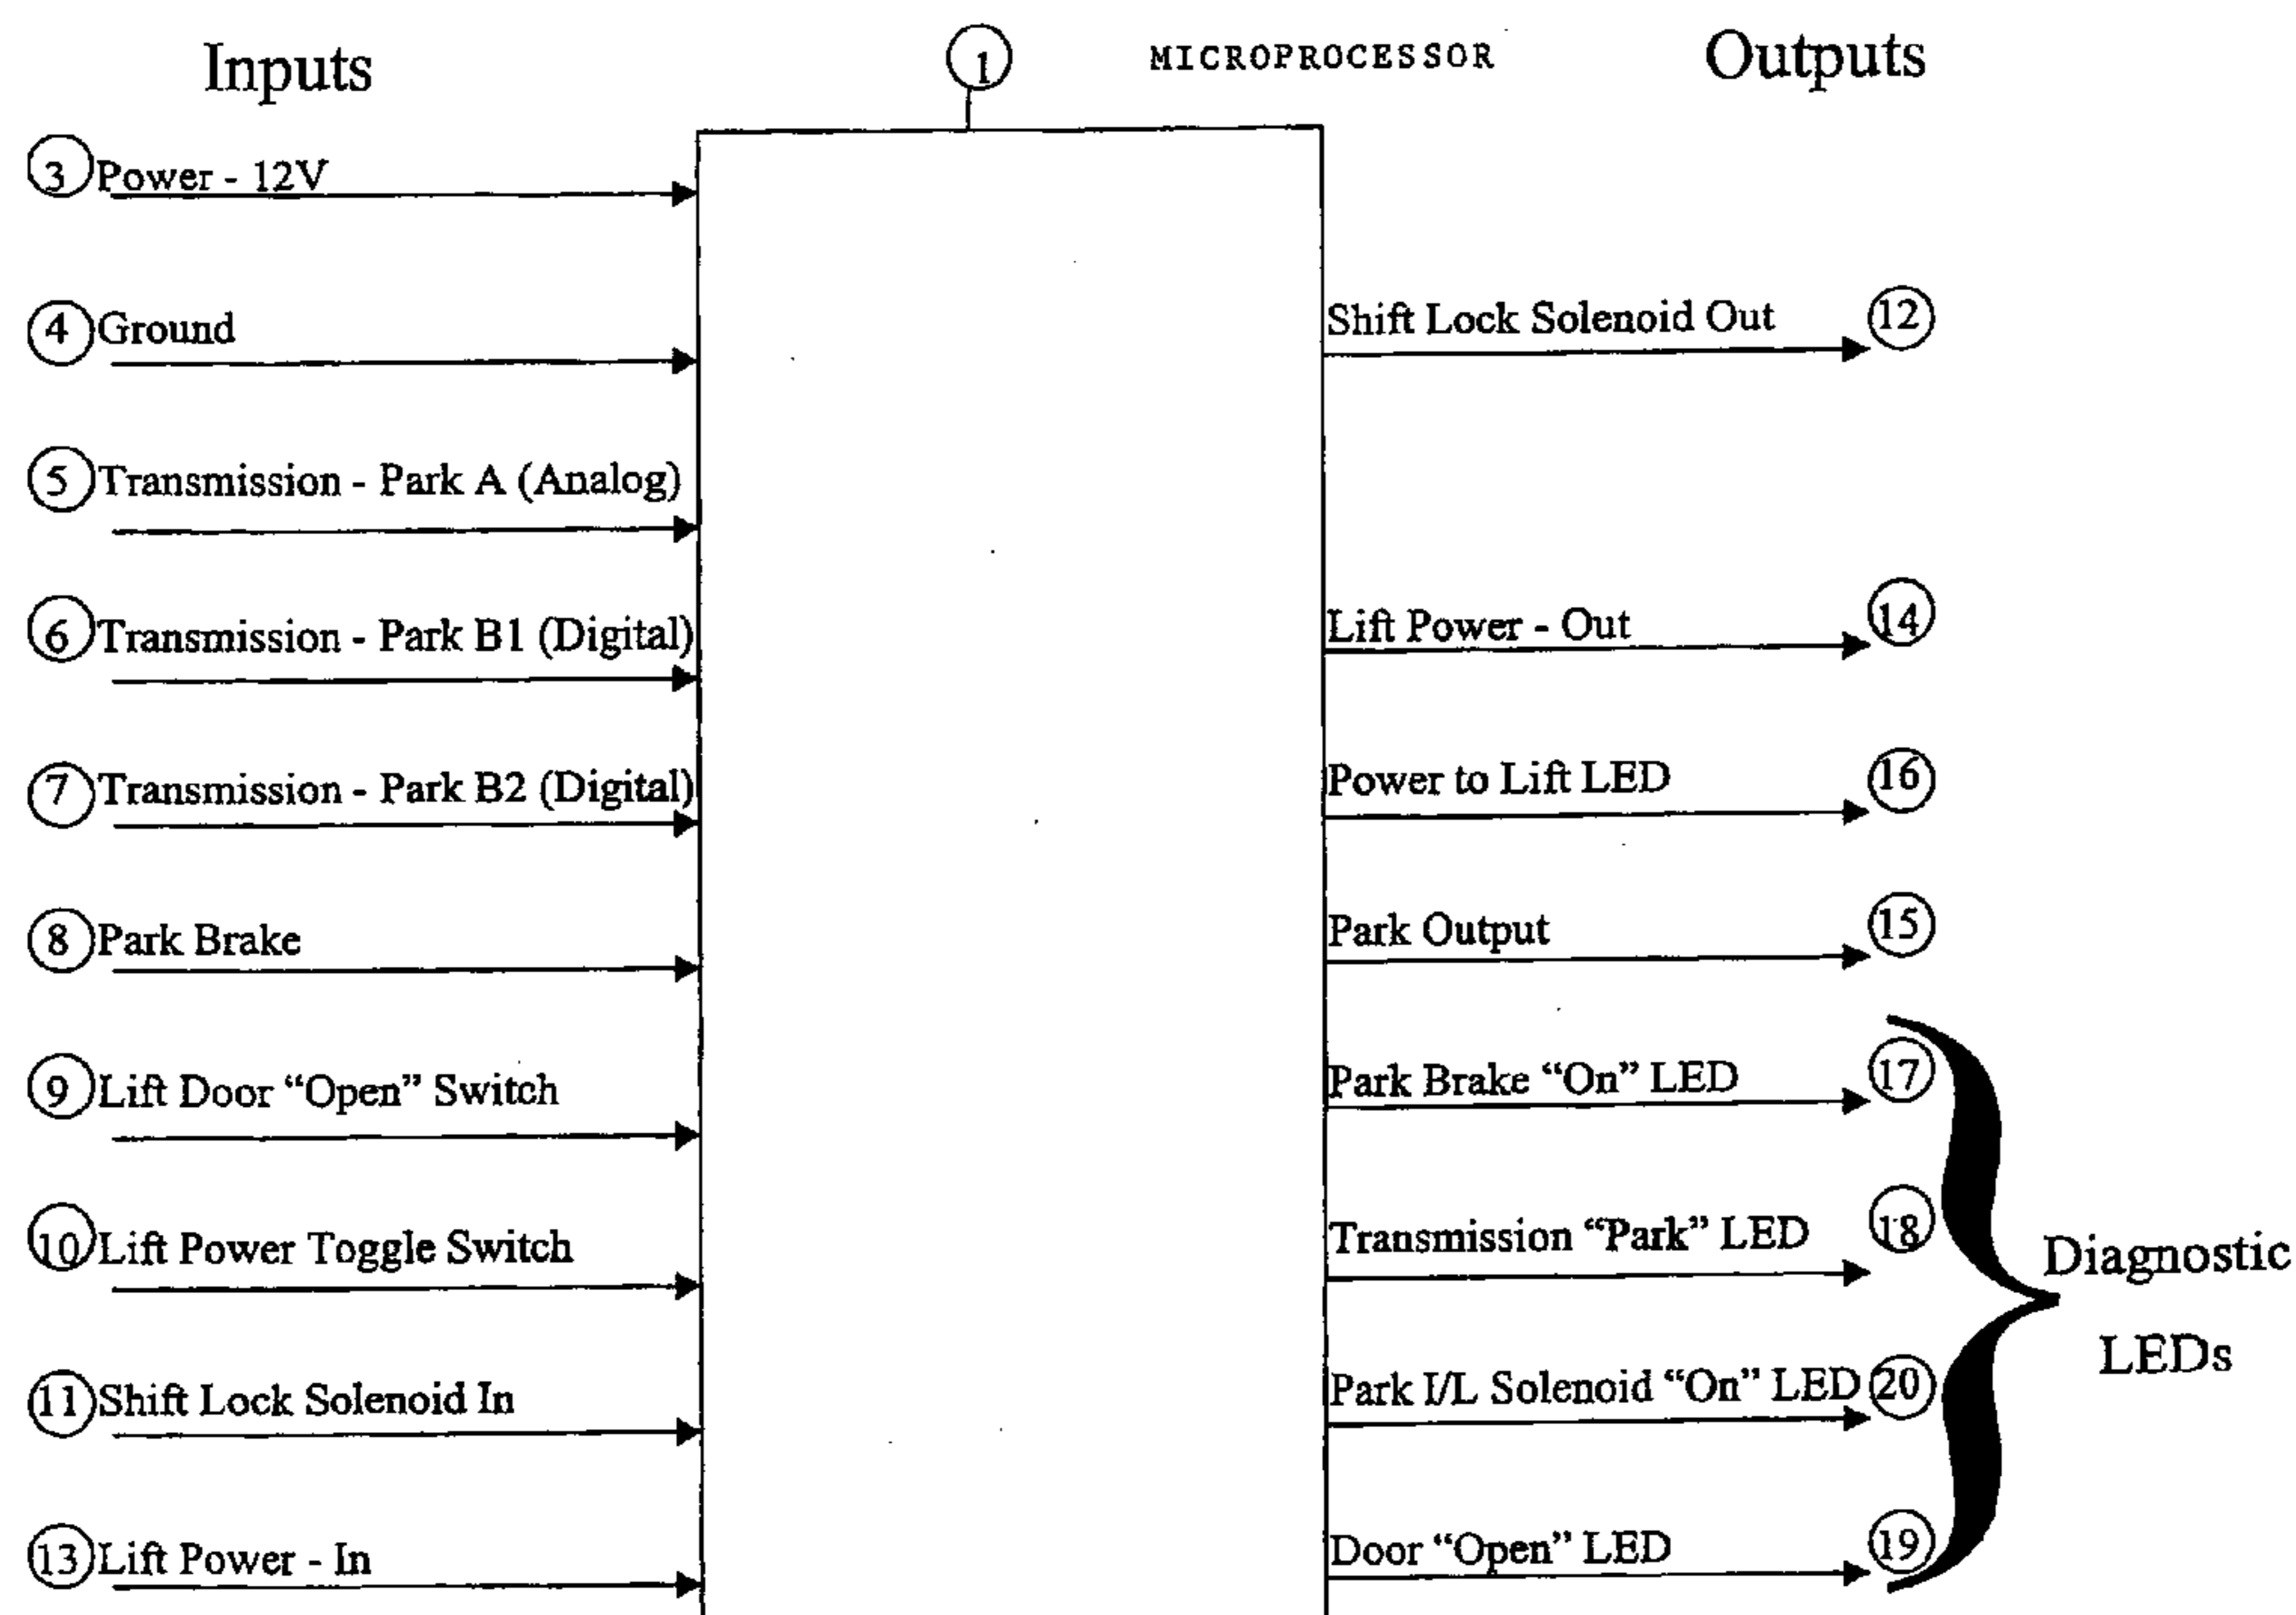 Inputs
1 MICROPROCESSOR
Outputs
3 Power - 12V
4 Ground
5 Transmission - Park A (Analog)
6 Transmission - Park B1 (Digital)
7 Transmission - Park B2 (Digital)
8 Park Brake
9 Lift Door “Open” Switch
10 Lift Power Toggle Switch
11 Shift Lock Solenoid In
13 Lift Power - In
Shift Lock Solenoid Out 12
Lift Power - Out 14
Power to Lift LED 16
Park Output 15
Park Brake “On” LED 17
Transmission “Park” LED 18
Park I/L Solenoid “On” LED 20
Door “Open” LED 19
Diagnostic
LEDs